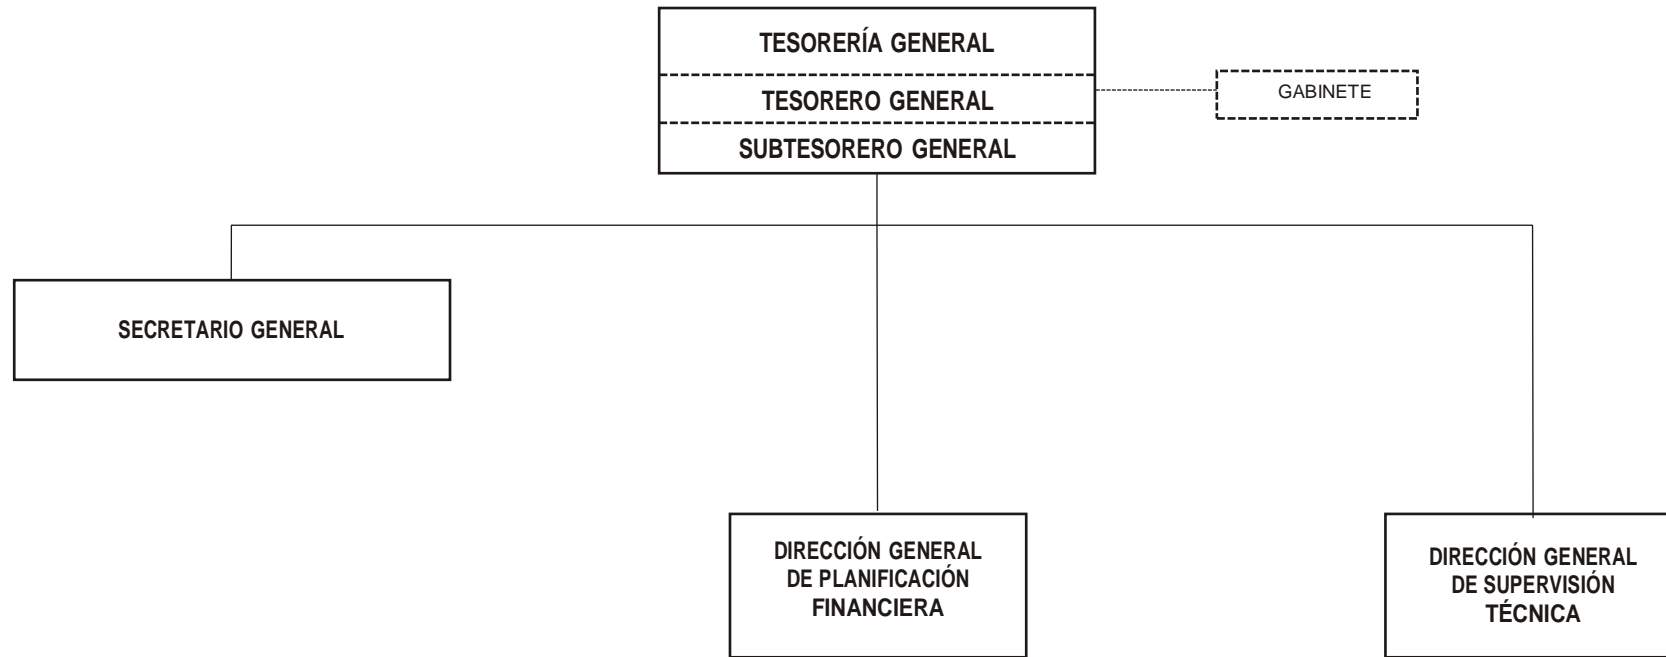 TESORERÍA GENERAL
TESORERO GENERAL
GABINETE
SUBTESORERO GENERAL
SECRETARIO GENERAL
DIRECCIÓN GENERAL
DE PLANIFICACIÓN
FINANCIERA
DIRECCIÓN GENERAL
DE SUPERVISIÓN
TÉCNICA